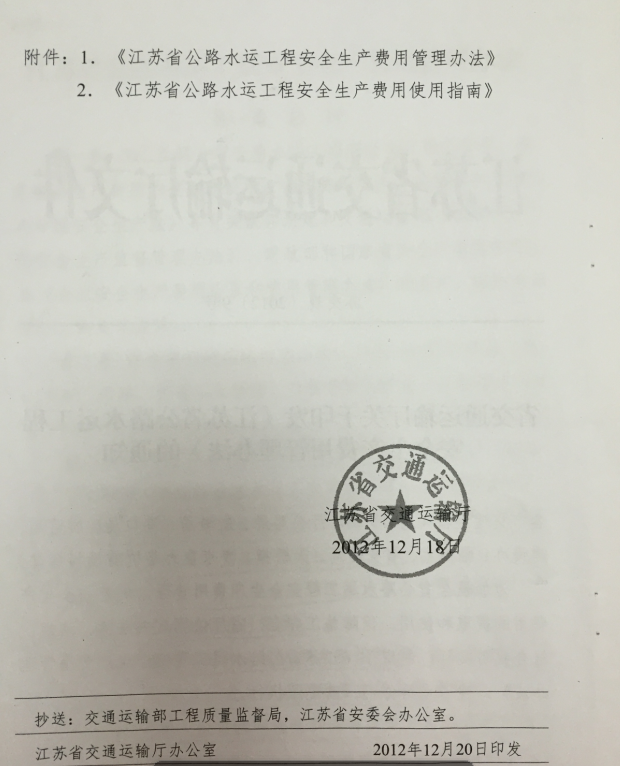 附件：1. 《江苏省公路水运工程安全生产费用管理办法》
2. 《江苏省公路水运工程安全生产费用使用指南》
江苏省交通运输厅
江苏省交通运输厅
2012年12月18日
抄送：交通运输部工程质量监督局，江苏省安委会办公室。
江苏省交通运输厅办公室 2012年12月20日印发